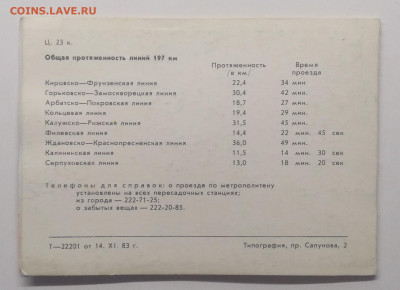 COINS.LAVE.RU
Ц. 23 к.
Общая протяженность линий 197 км
Протяженность /в км/ Время проезда
Кировско—Фрунзенская линия 22,4 34 мин
Горьковско—Замоскворецкая линия 30,4 42 мин.
Арбатско—Покровская линия 18,7 27 мин.
Кольцевая линия 19,4 29 мин.
Калужско—Рижская линия 31,5 45 мин.
Филевская линия 14,4 22 мин. 45 сек
Ждановско—Краснопресненская линия 36,0 49 мин.
Калининская линия 11,5 14 мин. 30 сек
Серпуховская линия 13,0 18 мин. 20 сек
Телефоны для справок: о проезде по метрополитену
установлены на всех пересадочных станциях;
из города — 222-71-25;
о забытых вещах — 222-20-85.
1—22201 от 14. XI. 83 г. Типография, пр. Сапунова, 2